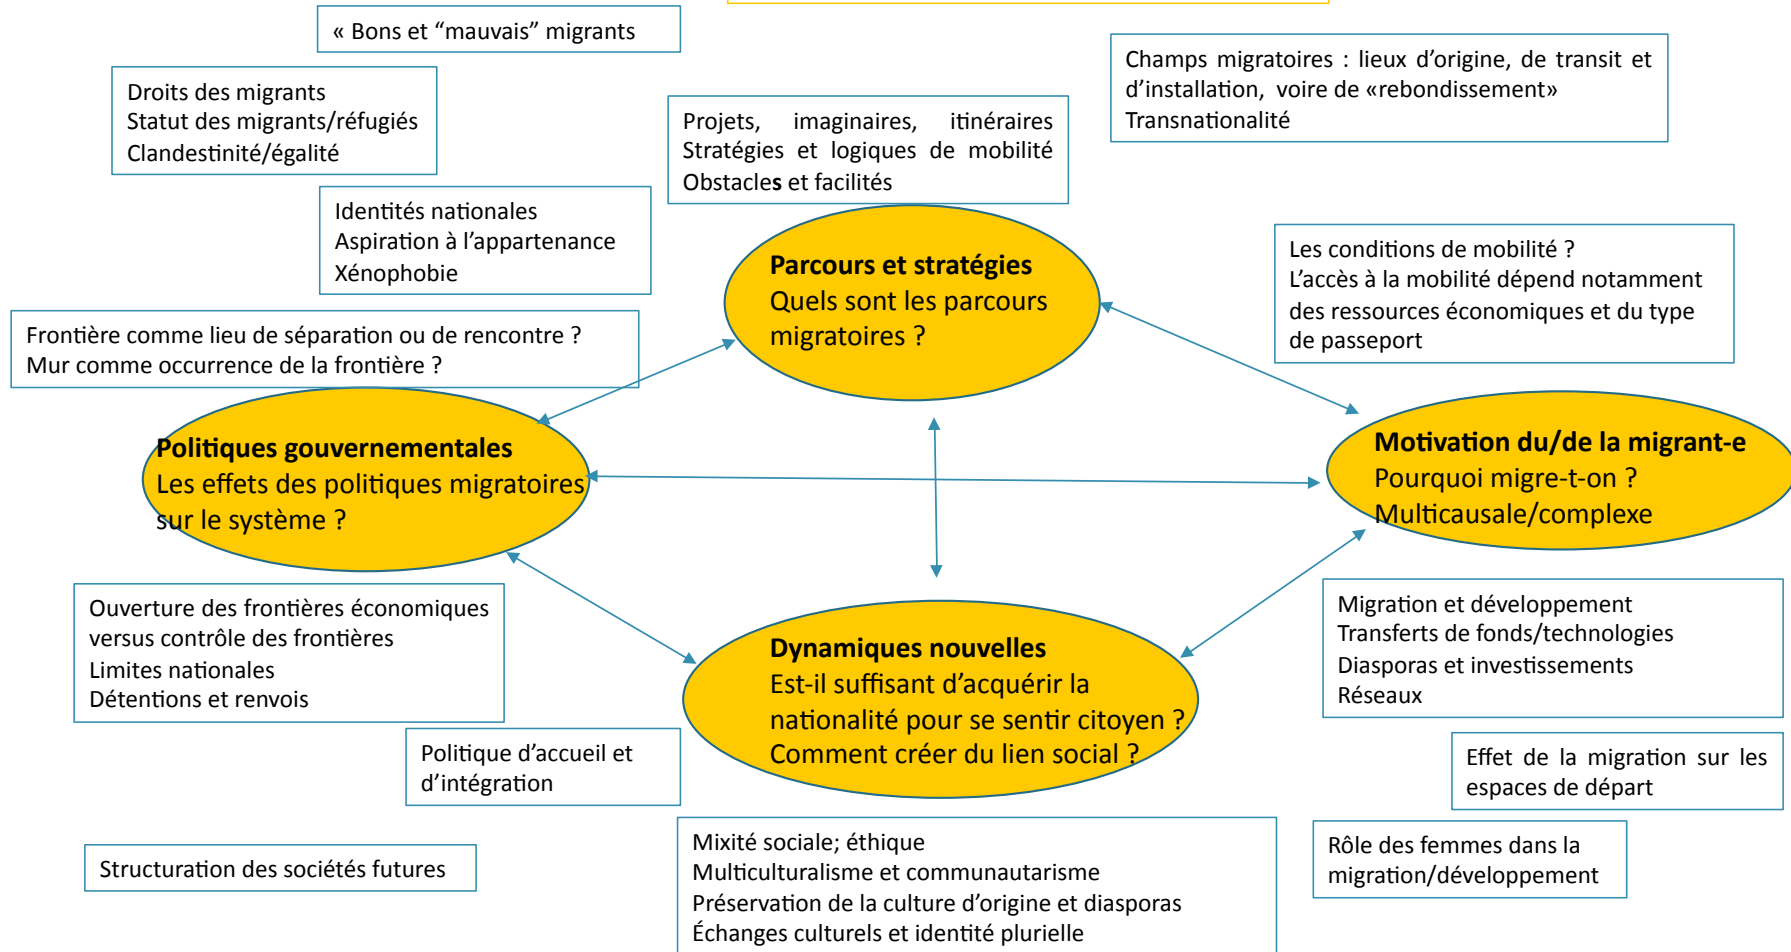 « Bons et “mauvais” migrants
Droits des migrants
Statut des migrants/réfugiés
Clandestinité/égalité
Projets, imaginaires, itinéraires
Stratégies et logiques de mobilité
Obstacles et facilités
Champs migratoires : lieux d’origine, de transit et
d’installation, voire de «rebondissement»
Transnationalité
Identités nationales
Aspiration à l’appartenance
Xénophobie
Parcours et stratégies
Quels sont les parcours
migratoires ?
Les conditions de mobilité ?
L’accès à la mobilité dépend notamment
des ressources économiques et du type
de passeport
Frontière comme lieu de séparation ou de rencontre ?
Mur comme occurrence de la frontière ?
Politiques gouvernementales
Les effets des politiques migratoires
sur le système ?
Motivation du/de la migrant-e
Pourquoi migre-t-on ?
Multicausale/complexe
Ouverture des frontières économiques
versus contrôle des frontières
Limites nationales
Détentions et renvois
Dynamiques nouvelles
Est-il suffisant d’acquérir la
nationalité pour se sentir citoyen ?
Comment créer du lien social ?
Migration et développement
Transferts de fonds/technologies
Diasporas et investissements
Réseaux
Politique d’accueil et
d’intégration
Effet de la migration sur les
espaces de départ
Structuration des sociétés futures
Mixité sociale; éthique
Multiculturalisme et communautarisme
Préservation de la culture d’origine et diasporas
Échanges culturels et identité plurielle
Rôle des femmes dans la
migration/développement